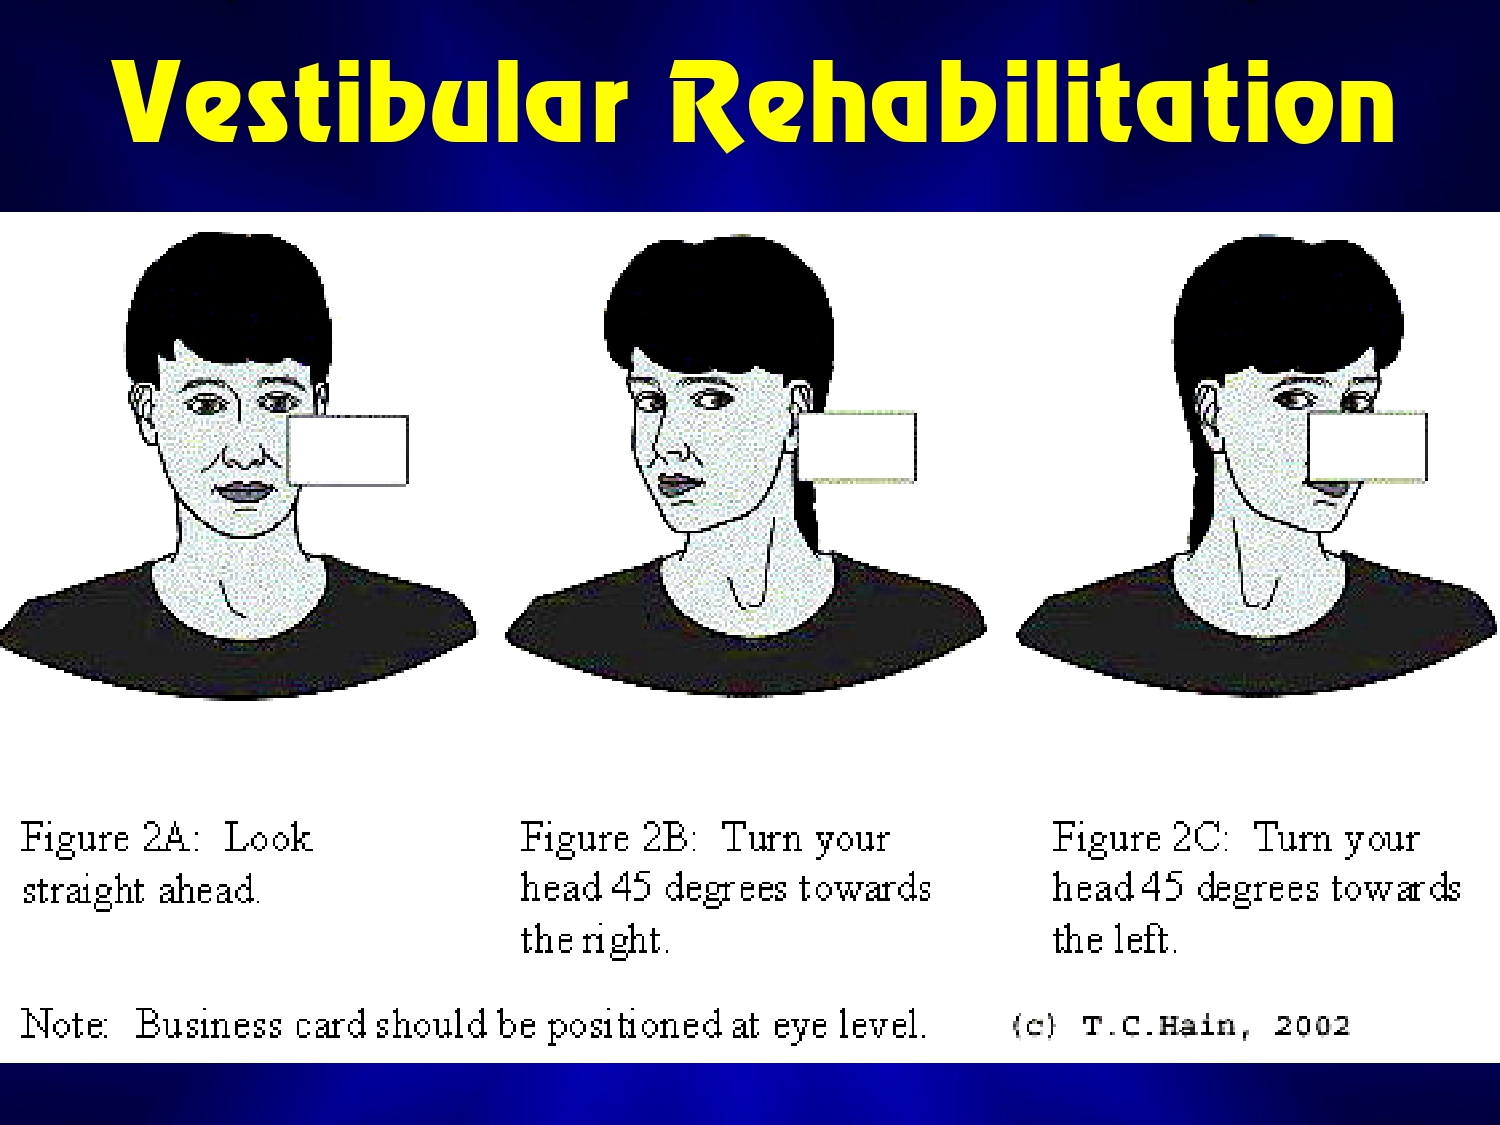 Vestibular Rehabilitation
Figure 2A: Look
straight ahead.
Figure 2B: Turn your
head 45 degrees towards
the right.
Figure 2C: Turn your
head 45 degrees towards
the left.
Note: Business card should be positioned at eye level.
(c) T.C.Hain, 2002